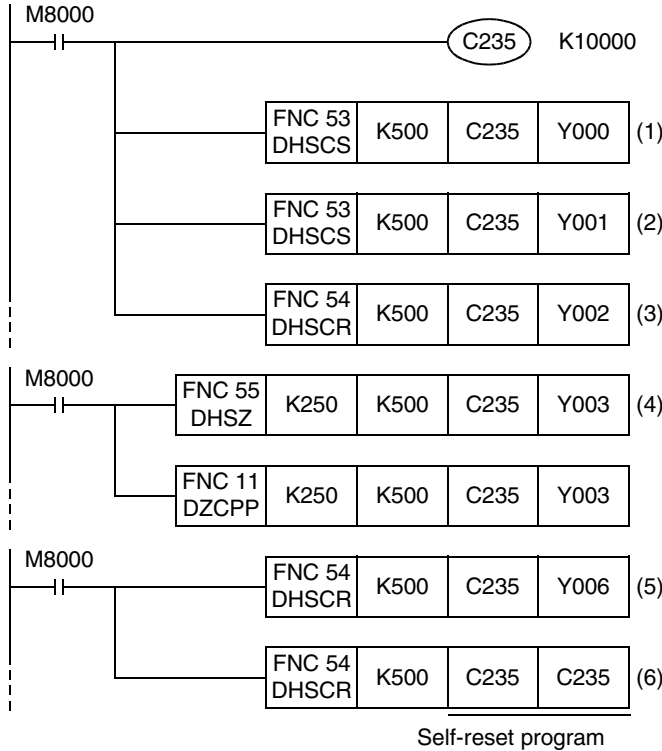 M8000
C235 K10000
FNC 53 DHSCS K500 C235 Y000 (1)
FNC 53 DHSCS K500 C235 Y001 (2)
FNC 54 DHSCR K500 C235 Y002 (3)
M8000
FNC 55 DHSZ K250 K500 C235 Y003 (4)
FNC 11 DZCPP K250 K500 C235 Y003
M8000
FNC 54 DHSCR K500 C235 Y006 (5)
FNC 54 DHSCR K500 C235 C235 (6)
Self-reset program